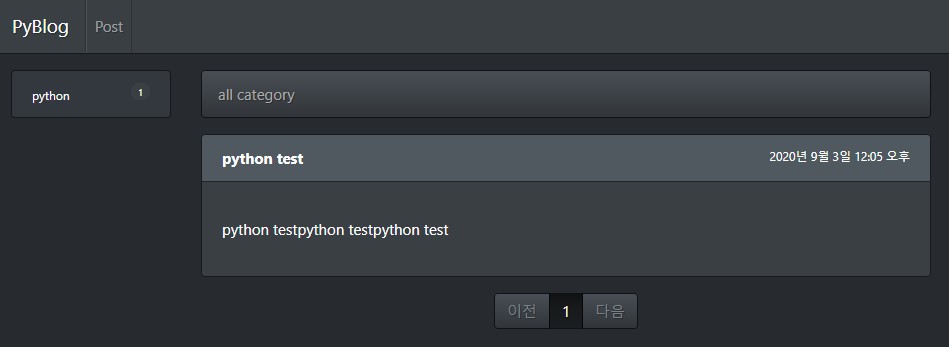 PyBlog Post
python 1
all category
python test 2020년 9월 3일 12:05 오후
python testpython testpython test
이전 1 다음